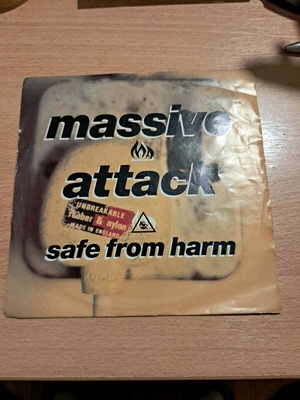 massive
attack
UNBREAKABLE
Rubber & nylon
MADE IN ENGLAND
safe from harm